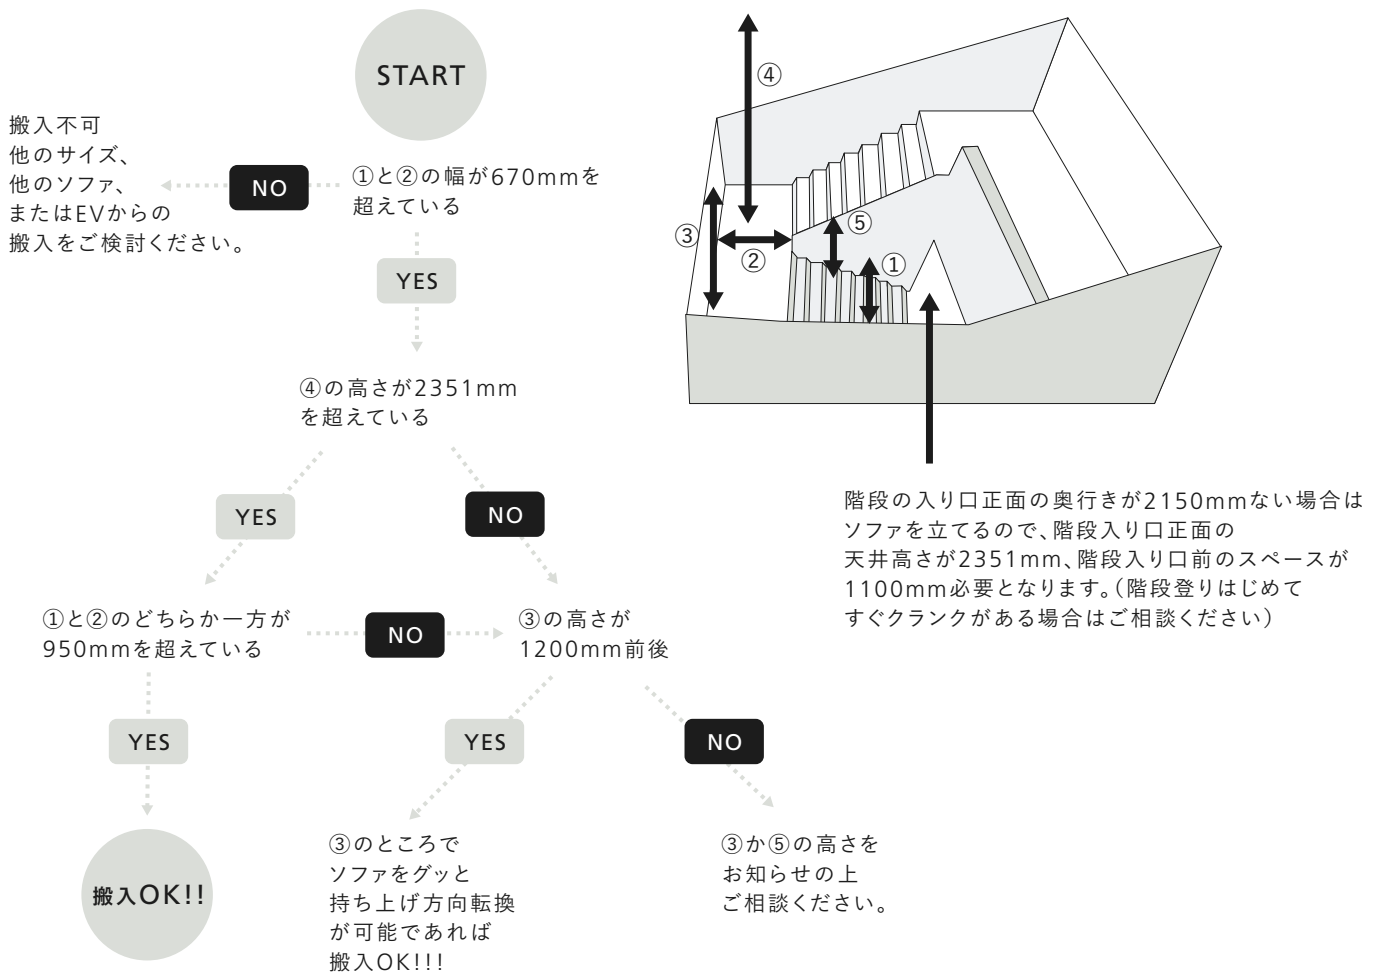 START
①と②の幅が670mmを
超えている
NO
搬入不可
他のサイズ、
他のソファ、
またはEVからの
搬入をご検討ください。
YES
④の高さが2351mm
を超えている
YES
NO
①と②のどちらか一方が
950mmを超えている
NO
③の高さが
1200mm前後
YES
YES
NO
搬入OK!!
③のところで
ソファをグッと
持ち上げ方向転換
が可能であれば
搬入OK!!!
③か⑤の高さを
お知らせの上
ご相談ください。
④
③
②
⑤
①
階段の入り口正面の奥行きが2150mmない場合は
ソファを立てるので、階段入り口正面の
天井高さが2351mm、階段入り口前のスペースが
1100mm必要となります。（階段登りはじめて
すぐクランクがある場合はご相談ください）